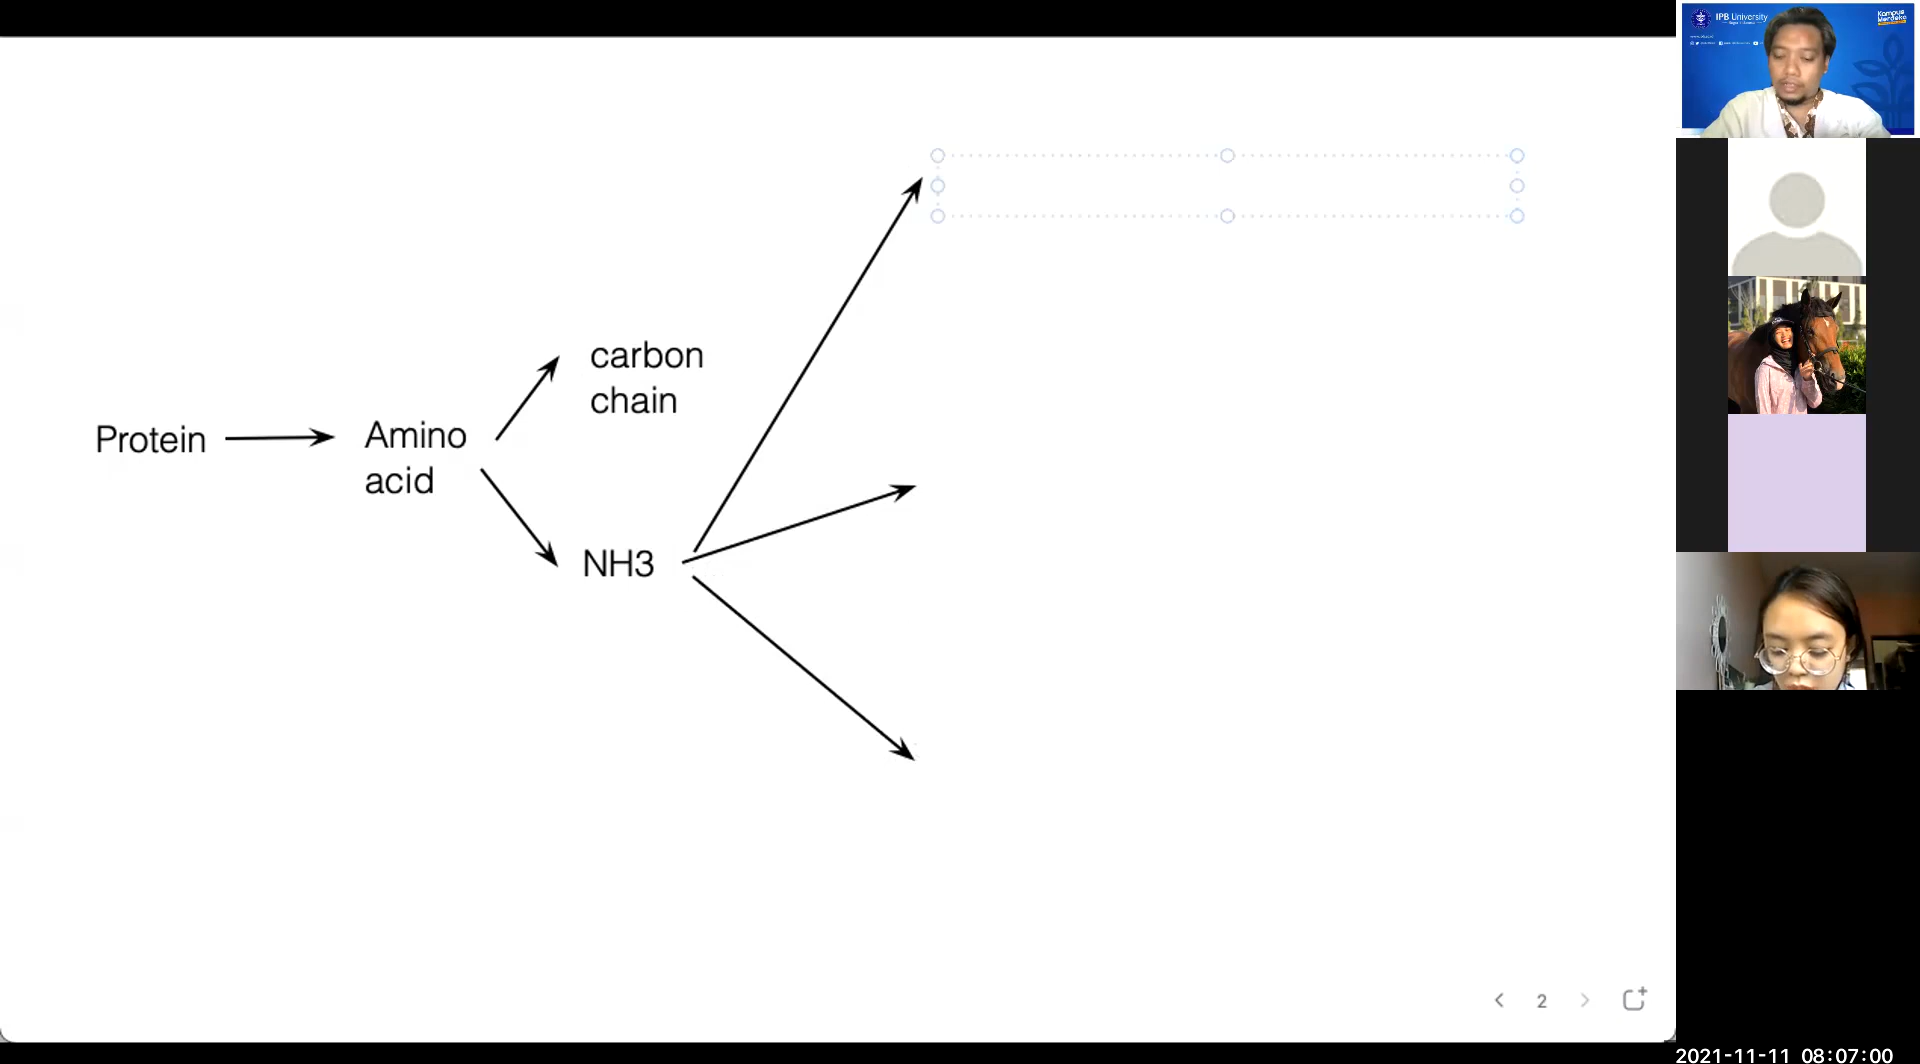 IPB University
Kampus
Merdeka
carbon
chain
Protein
Amino
acid
NH3
2
2021-11-11 08:07:00